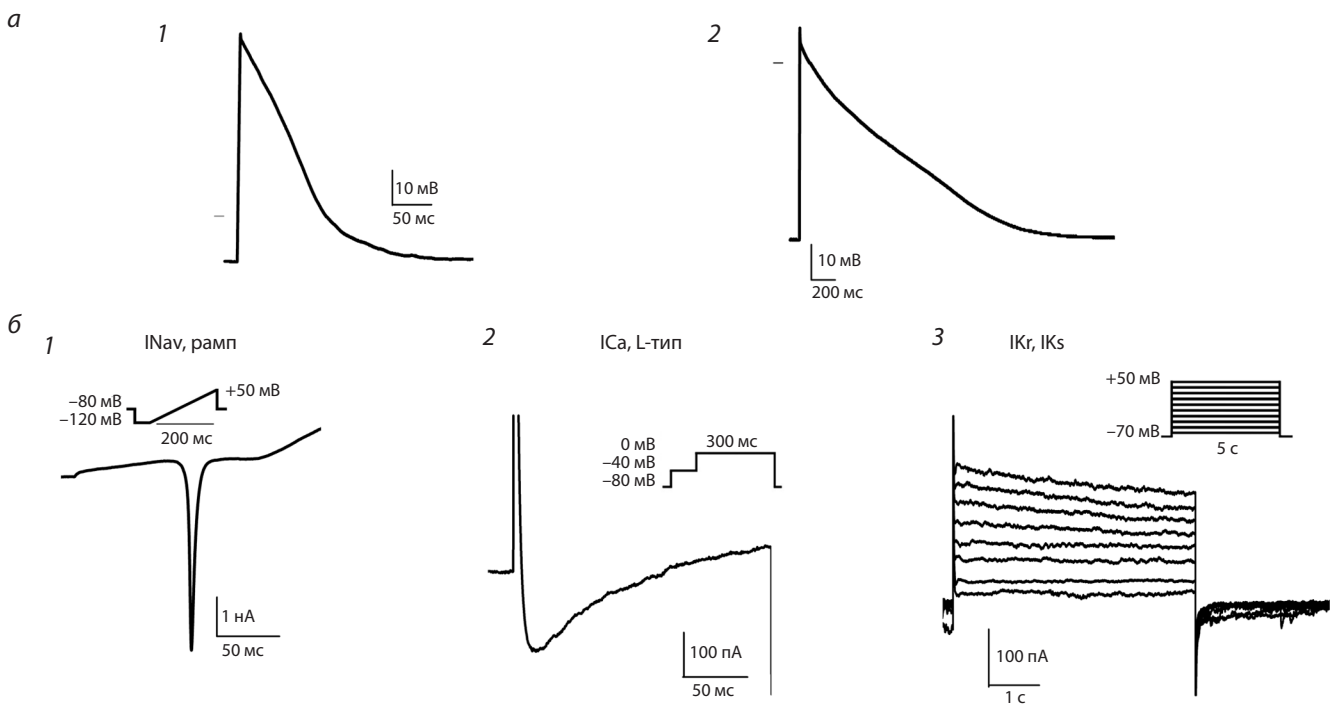 а
1
10 мВ
50 мс
2
10 мВ
200 мс
б
1
INav, рамп
–80 мВ
–120 мВ
+50 мВ
200 мс
1 нА
50 мс
2
ICa, L-тип
0 мВ
–40 мВ
–80 мВ
300 мс
100 пА
50 мс
3
IKr, IKs
+50 мВ
–70 мВ
5 с
100 пА
1 с